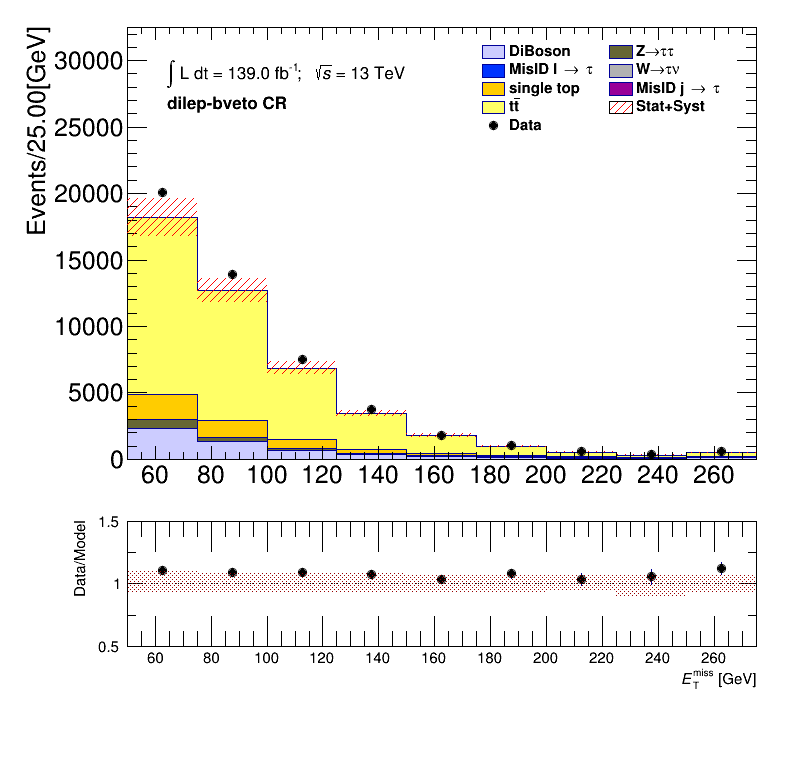 Events/25.00[GeV]
30000
25000
20000
15000
10000
5000
0
∫ L dt = 139.0 fb⁻¹; √s = 13 TeV
dilep-bveto CR
DiBoson
MisID l → τ
single top
tt̄
Data
Z→ττ
W→τν
MisID j → τ
Stat+Syst
60 80 100 120 140 160 180 200 220 240 260
Data/Model
1.5
1
0.5
60 80 100 120 140 160 180 200 220 240 260
E_T^miss [GeV]